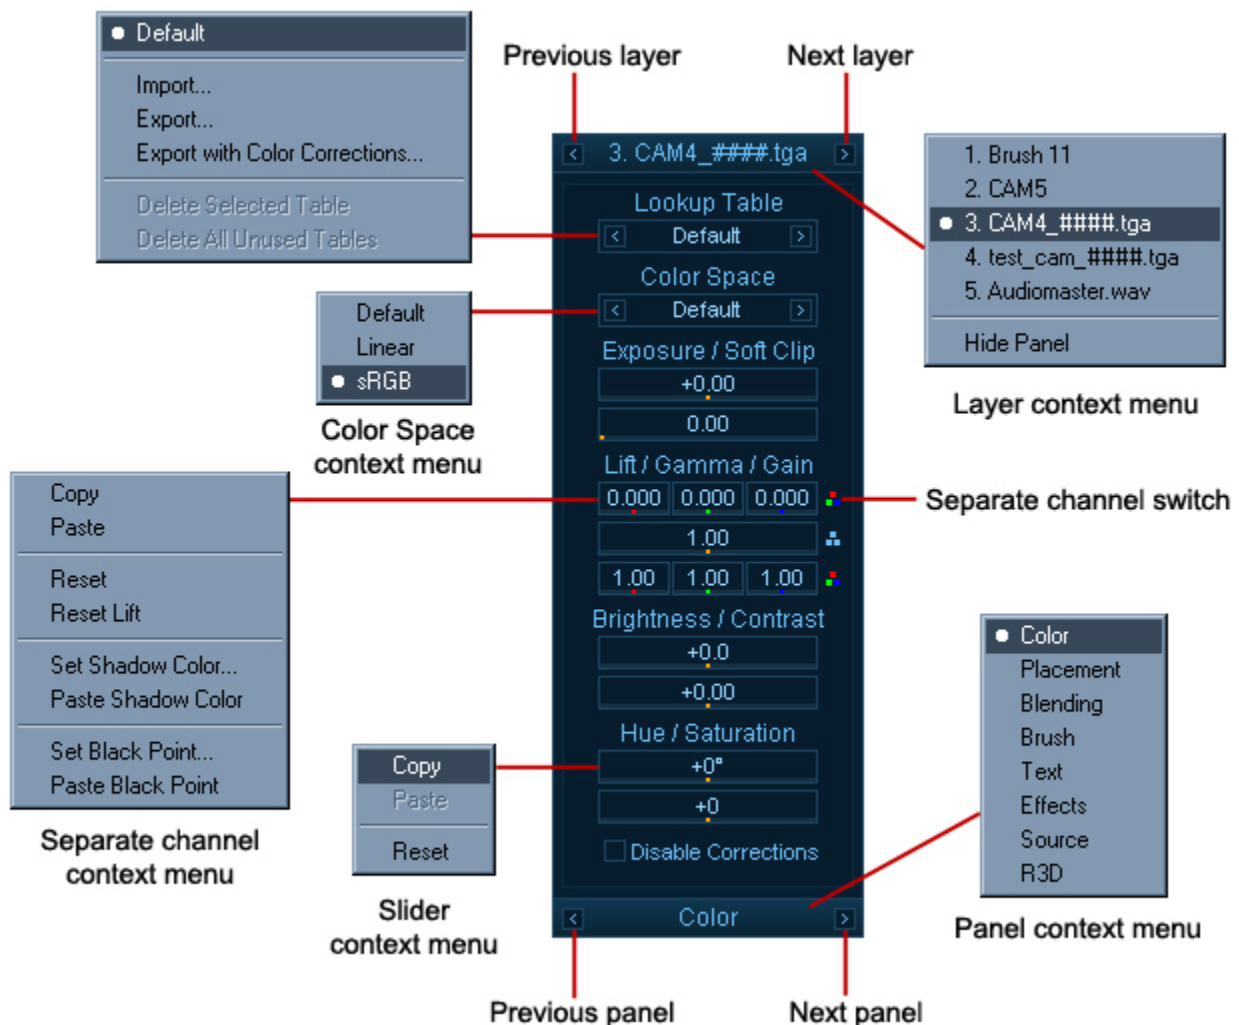 Default
Import...
Export...
Export with Color Corrections...
Delete Selected Table
Delete All Unused Tables
Previous layer
Next layer
3. CAM4_####.tga
Lookup Table
Default
Color Space
Default
Exposure / Soft Clip
+0.00
0.00
Lift / Gamma / Gain
0.000 0.000 0.000
1.00
1.00 1.00 1.00
Brightness / Contrast
+0.0
+0.00
Hue / Saturation
+0°
+0
Disable Corrections
Color
Previous panel
Next panel
1. Brush 11
2. CAM5
3. CAM4_####.tga
4. test_cam_####.tga
5. Audiomaster.wav
Hide Panel
Layer context menu
Default
Linear
sRGB
Color Space
context menu
Copy
Paste
Reset
Reset Lift
Set Shadow Color...
Paste Shadow Color
Set Black Point...
Paste Black Point
Separate channel
context menu
Separate channel switch
Copy
Paste
Reset
Slider
context menu
Color
Placement
Blending
Brush
Text
Effects
Source
R3D
Panel context menu